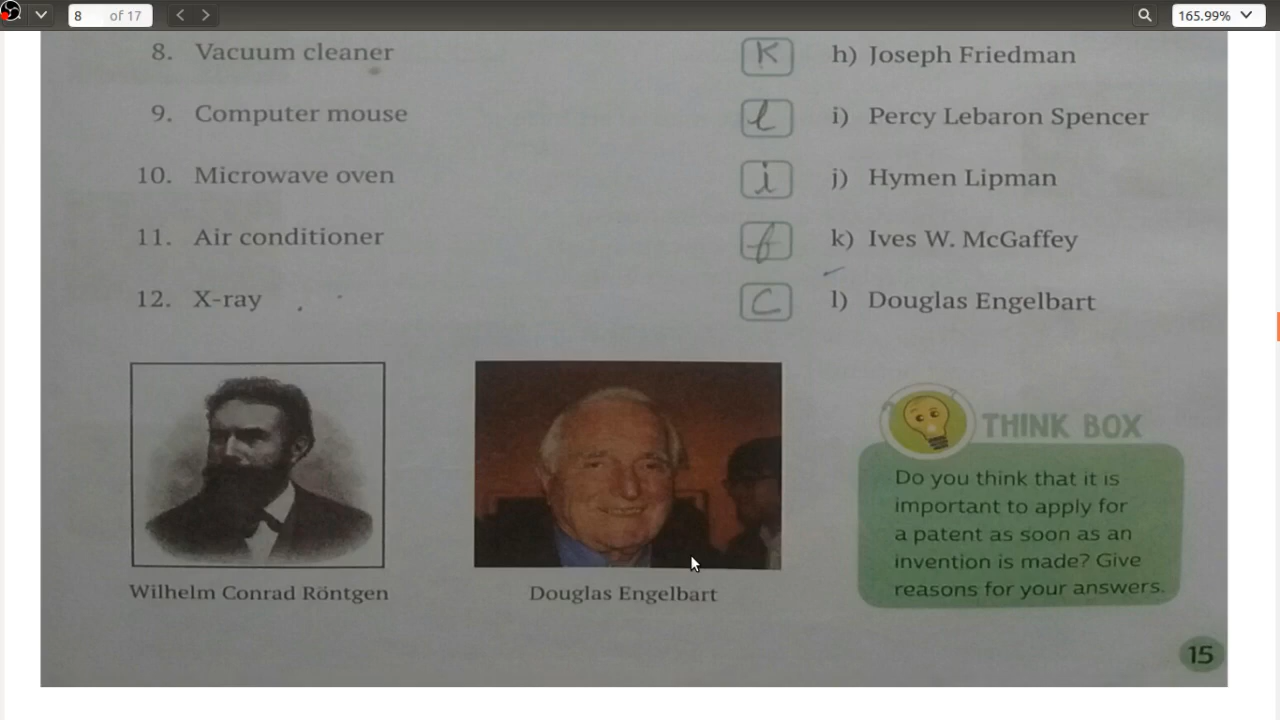 8 of 17
165.99%
8. Vacuum cleaner K h) Joseph Friedman
9. Computer mouse l i) Percy Lebaron Spencer
10. Microwave oven i j) Hymen Lipman
11. Air conditioner f k) Ives W. McGaffey
12. X-ray C l) Douglas Engelbart
Wilhelm Conrad Röntgen
Douglas Engelbart
THINK BOX
Do you think that it is
important to apply for
a patent as soon as an
invention is made? Give
reasons for your answers.
15